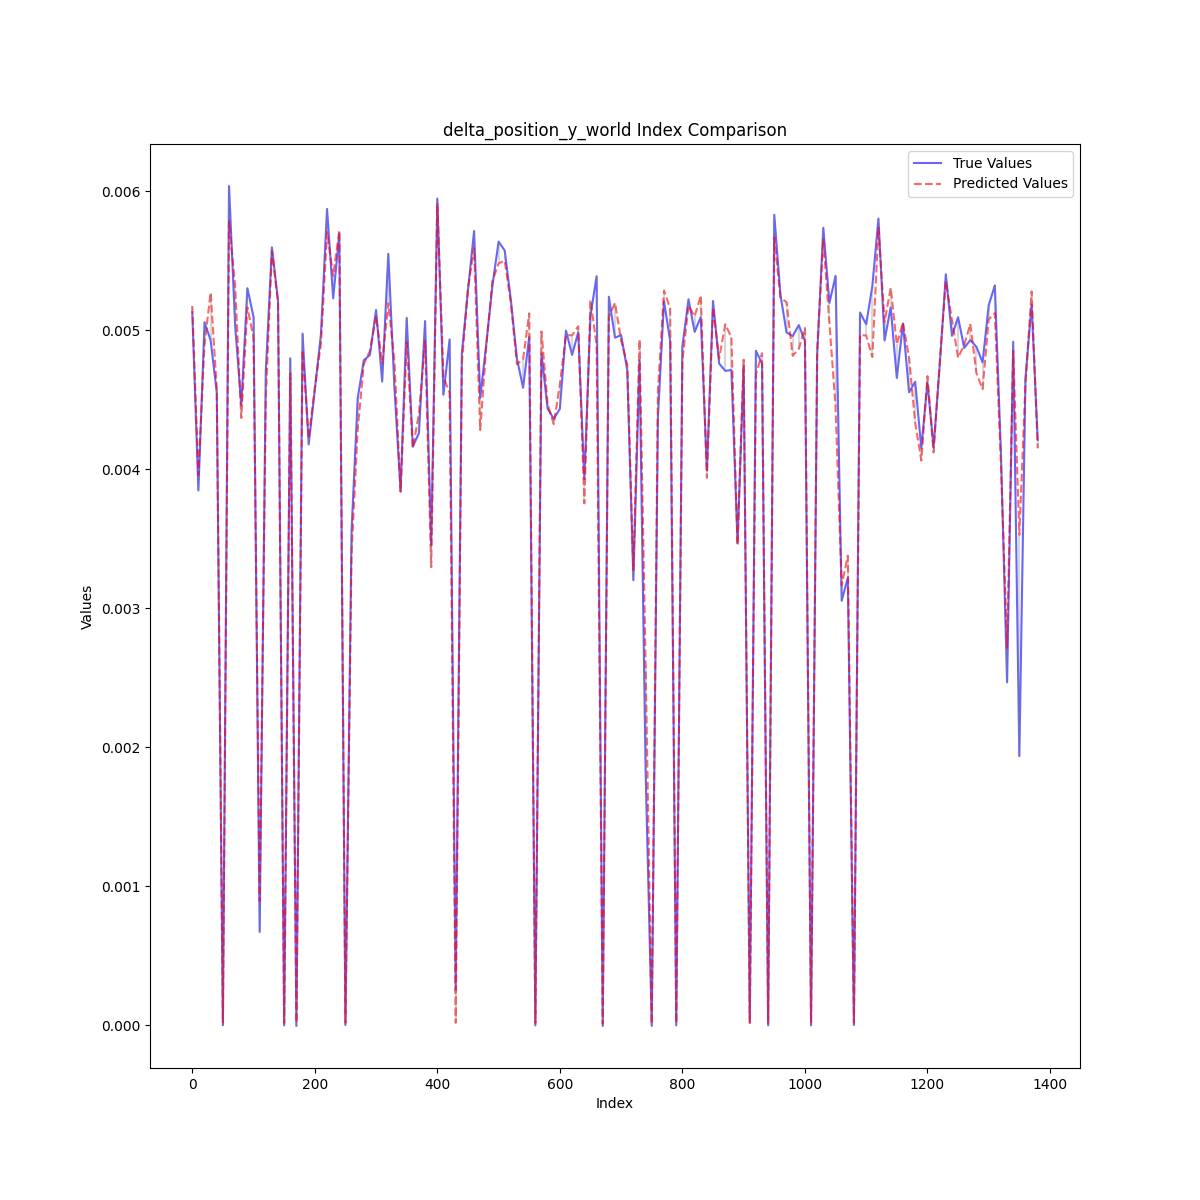 delta_position_y_world Index Comparison
True Values
Predicted Values
0.006
0.005
0.004
0.003
0.002
0.001
0.000
Values
0 200 400 600 800 1000 1200 1400
Index